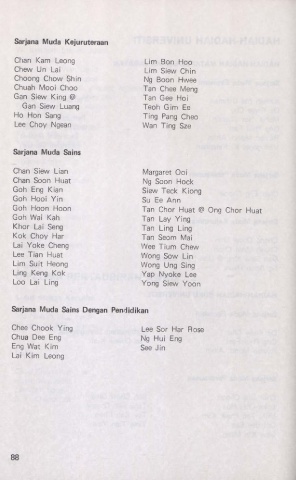 Sarjana Muda Kejuruteraan
Chan Kam Leong
Chew Un Lai
Choong Chow Shin
Chuah Mooi Choo
Gan Siew King @
Gan Siew Luang
Ho Hon Sang
Lee Choy Ngean
Lim Bon Hoo
Lim Siew Chin
Ng Boon Hwee
Tan Chee Meng
Tan Gee Hoi
Teoh Gim Ee
Ting Pang Chao
Wan Ting Sze
Sarjana Muda Sains
Chan Siew Lian
Chan Soon Huat
Goh Eng Kian
Goh Hooi Yin
Goh Hoon Hoon
Goh Wai Kah
Khor Lai Seng
Kok Choy Har
Lai Yoke Cheng
Lee Tian Huat
Lim Suit Heong
Ling Keng Kok
Loo Lai Ling
Margaret Ooi
Ng Soon Hock
Siew Teck Kiong
Su Ee Ann
Tan Chor Huat @ Ong Chor Huat
Tan Lay Ying
Tan Ling Ling
Tan Seom Mai
Wee Tium Chew
Wong Sow Lin
Wong Ung Sing
Yap Nyoke Lee
Yong Siew Yoon
Sarjana Muda Sains Dengan Pendidikan
Chee Chook Ying
Chua Dee Eng
Eng Wat Kim
Lai Kim Leong
Lee Sor Har Rose
Ng Hui Eng
See Jin
88